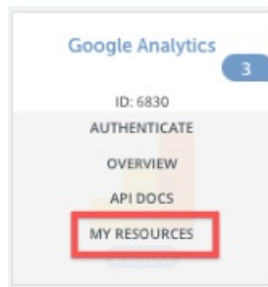 Google Analytics
3
ID: 6830
AUTHENTICATE
OVERVIEW
API DOCS
MY RESOURCES